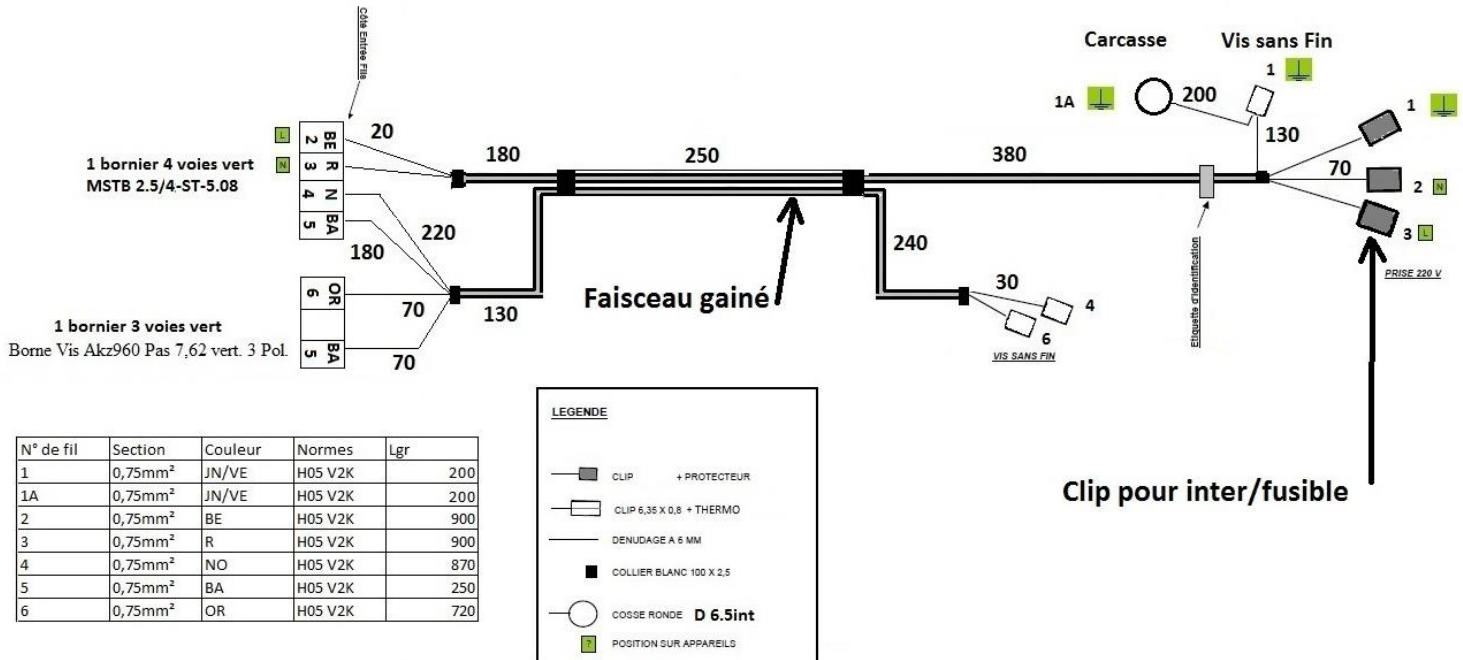 Côté Entrée Fils
Carcasse
Vis sans Fin
1
1A
200
130
1
70
2
N
3
L
PRISE 220 V
L
2 BE
N
3 R
4 N
5 BA
20
180
250
380
1 bornier 4 voies vert
MSTB 2.5/4-ST-5.08
220
180
6 OR
5 BA
70
70
130
1 bornier 3 voies vert
Borne Vis Akz960 Pas 7,62 vert. 3 Pol.
Faisceau gainé
240
30
4
6
VIS SANS FIN
Etiquette d'identification
Clip pour inter/fusible
N° de fil Section Couleur Normes Lgr
1 0,75mm² JN/VE H05 V2K 200
1A 0,75mm² JN/VE H05 V2K 200
2 0,75mm² BE H05 V2K 900
3 0,75mm² R H05 V2K 900
4 0,75mm² NO H05 V2K 870
5 0,75mm² BA H05 V2K 250
6 0,75mm² OR H05 V2K 720
LEGENDE
CLIP + PROTECTEUR
CLIP 6,35 X 0,8 + THERMO
DENUDAGE A 6 MM
COLLIER BLANC 100 X 2,5
COSSE RONDE D 6.5int
? POSITION SUR APPAREILS